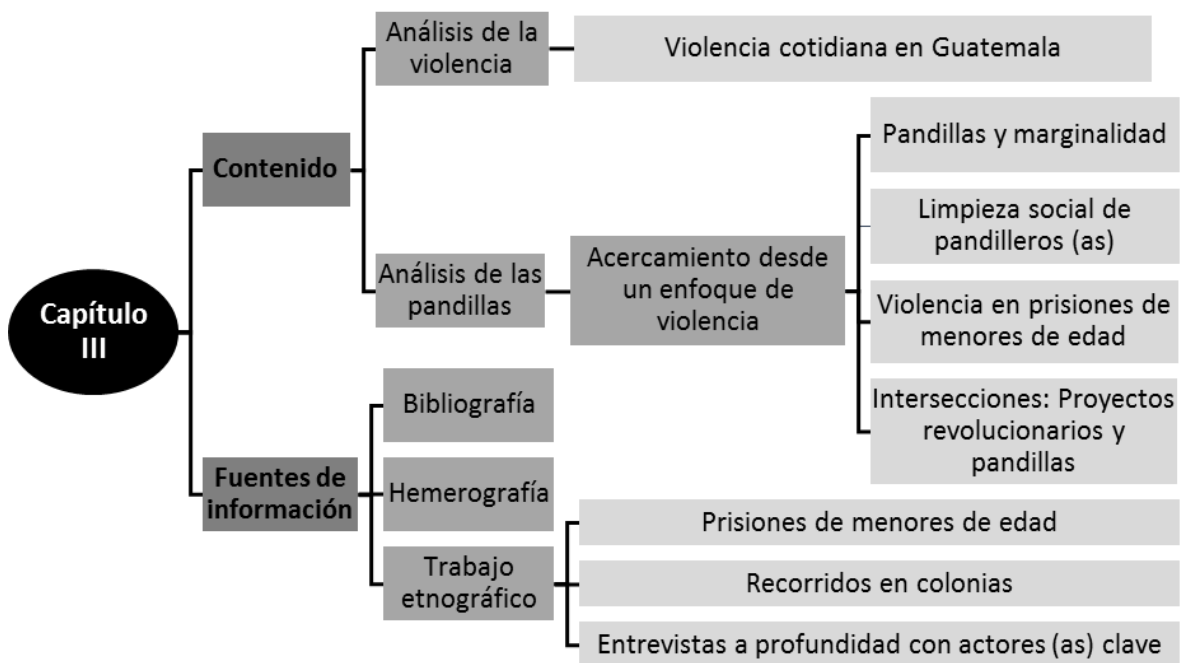 Capítulo
III
Contenido
Análisis de la
violencia
Violencia cotidiana en Guatemala
Análisis de las
pandillas
Acercamiento desde
un enfoque de
violencia
Pandillas y marginalidad
Limpieza social de
pandilleros (as)
Violencia en prisiones de
menores de edad
Intersecciones: Proyectos
revolucionarios y
pandillas
Fuentes de
información
Bibliografía
Hemerografía
Trabajo
etnográfico
Prisiones de menores de edad
Recorridos en colonias
Entrevistas a profundidad con actores (as) clave